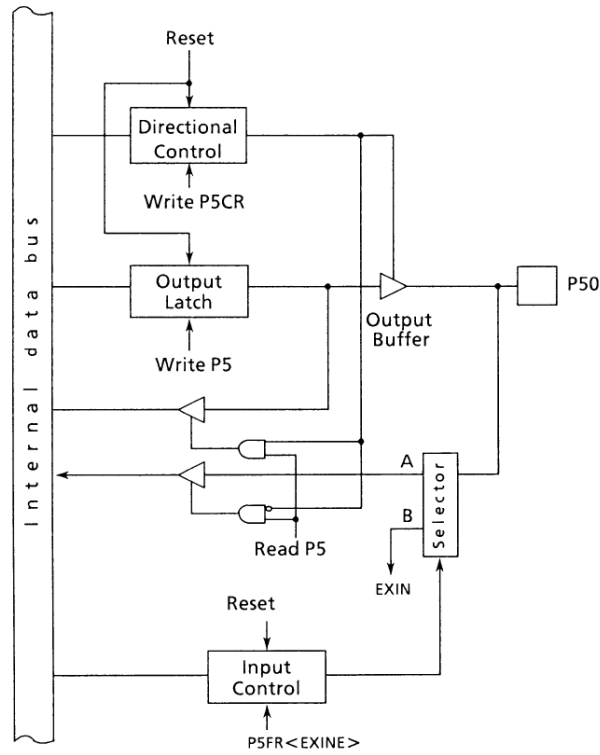 Reset
Directional
Control
Write P5CR
Internal data bus
Output
Latch
P50
Output
Buffer
Write P5
A
Selector
B
Read P5
EXIN
Reset
Input
Control
P5FR<EXINE>